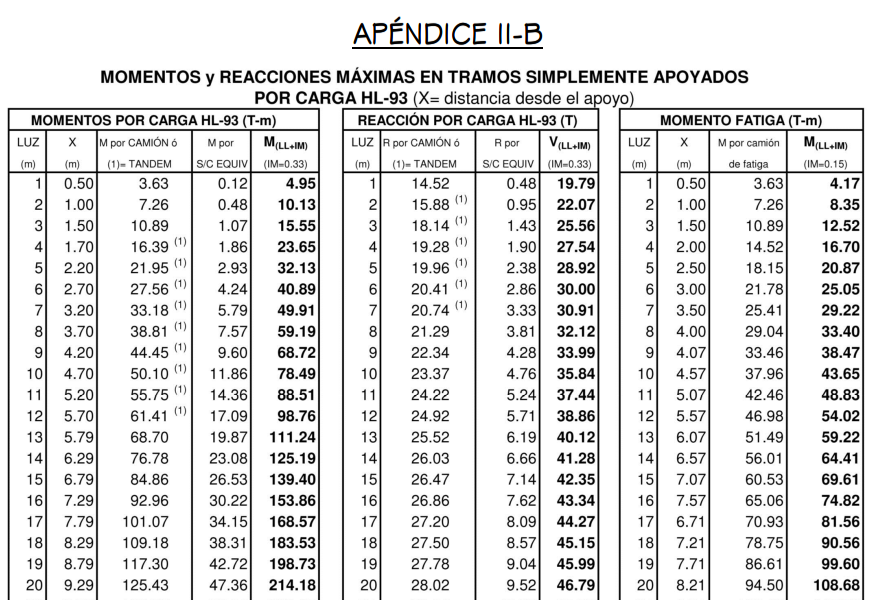 APÉNDICE II-B
MOMENTOS y REACCIONES MÁXIMAS EN TRAMOS SIMPLEMENTE APOYADOS
POR CARGA HL-93 (X= distancia desde el apoyo)
MOMENTOS POR CARGA HL-93 (T-m)
LUZ X M por CAMIÓN ó M por M(LL+IM)
(m) (m) (1)= TANDEM S/C EQUIV (IM=0.33)
1 0.50 3.63 0.12 4.95
2 1.00 7.26 0.48 10.13
3 1.50 10.89 1.07 15.55
4 1.70 16.39 (1) 1.86 23.65
5 2.20 21.95 (1) 2.93 32.13
6 2.70 27.56 (1) 4.24 40.89
7 3.20 33.18 (1) 5.79 49.91
8 3.70 38.81 (1) 7.57 59.19
9 4.20 44.45 (1) 9.60 68.72
10 4.70 50.10 (1) 11.86 78.49
11 5.20 55.75 (1) 14.36 88.51
12 5.70 61.41 (1) 17.09 98.76
13 5.79 68.70 19.87 111.24
14 6.29 76.78 23.08 125.19
15 6.79 84.86 26.53 139.40
16 7.29 92.96 30.22 153.86
17 7.79 101.07 34.15 168.57
18 8.29 109.18 38.31 183.53
19 8.79 117.30 42.72 198.73
20 9.29 125.43 47.36 214.18
REACCIÓN POR CARGA HL-93 (T)
LUZ R por CAMIÓN ó R por V(LL+IM)
(m) (1)= TANDEM S/C EQUIV (IM=0.33)
1 14.52 0.48 19.79
2 15.88 (1) 0.95 22.07
3 18.14 (1) 1.43 25.56
4 19.28 (1) 1.90 27.54
5 19.96 (1) 2.38 28.92
6 20.41 (1) 2.86 30.00
7 20.74 (1) 3.33 30.91
8 21.29 3.81 32.12
9 22.34 4.28 33.99
10 23.37 4.76 35.84
11 24.22 5.24 37.44
12 24.92 5.71 38.86
13 25.52 6.19 40.12
14 26.03 6.66 41.28
15 26.47 7.14 42.35
16 26.86 7.62 43.34
17 27.20 8.09 44.27
18 27.50 8.57 45.15
19 27.78 9.04 45.99
20 28.02 9.52 46.79
MOMENTO FATIGA (T-m)
LUZ X M por camión M(LL+IM)
(m) (m) de fatiga (IM=0.15)
1 0.50 3.63 4.17
2 1.00 7.26 8.35
3 1.50 10.89 12.52
4 2.00 14.52 16.70
5 2.50 18.15 20.87
6 3.00 21.78 25.05
7 3.50 25.41 29.22
8 4.00 29.04 33.40
9 4.07 33.46 38.47
10 4.57 37.96 43.65
11 5.07 42.46 48.83
12 5.57 46.98 54.02
13 6.07 51.49 59.22
14 6.57 56.01 64.41
15 7.07 60.53 69.61
16 7.57 65.06 74.82
17 6.71 70.93 81.56
18 7.21 78.75 90.56
19 7.71 86.61 99.60
20 8.21 94.50 108.68